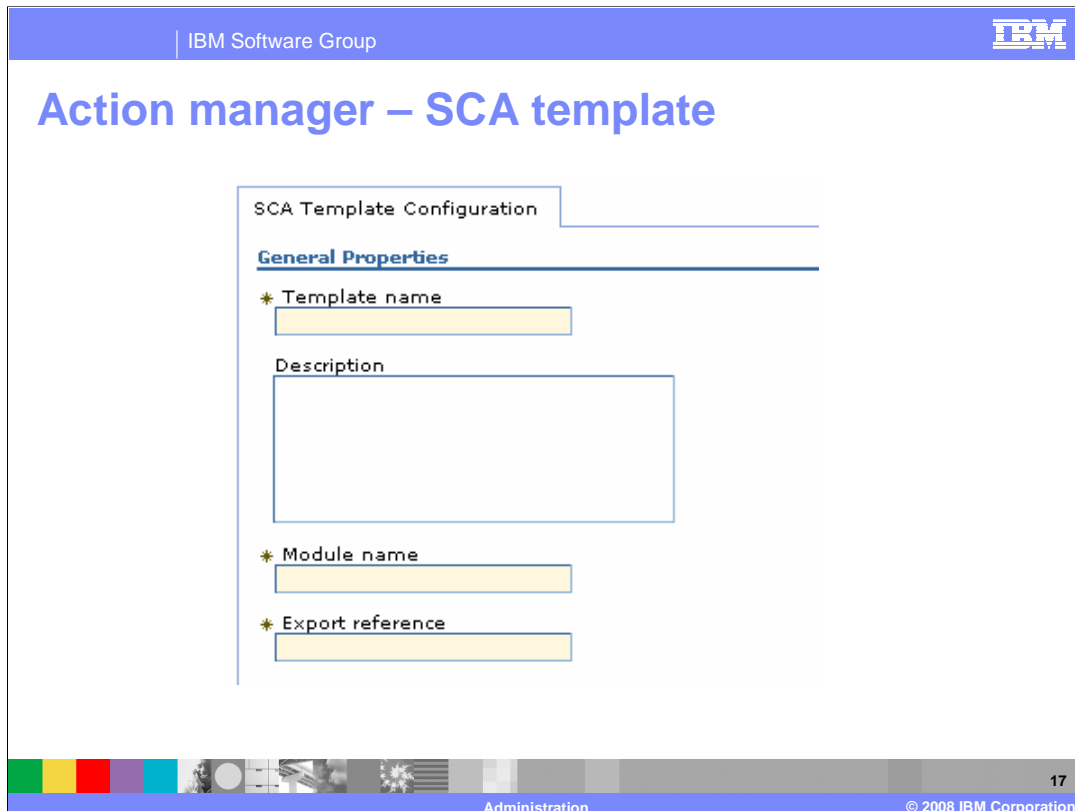 IBM Software Group
IBM
Action manager – SCA template
SCA Template Configuration
General Properties
* Template name
Description
* Module name
* Export reference
17
Administration
© 2008 IBM Corporation